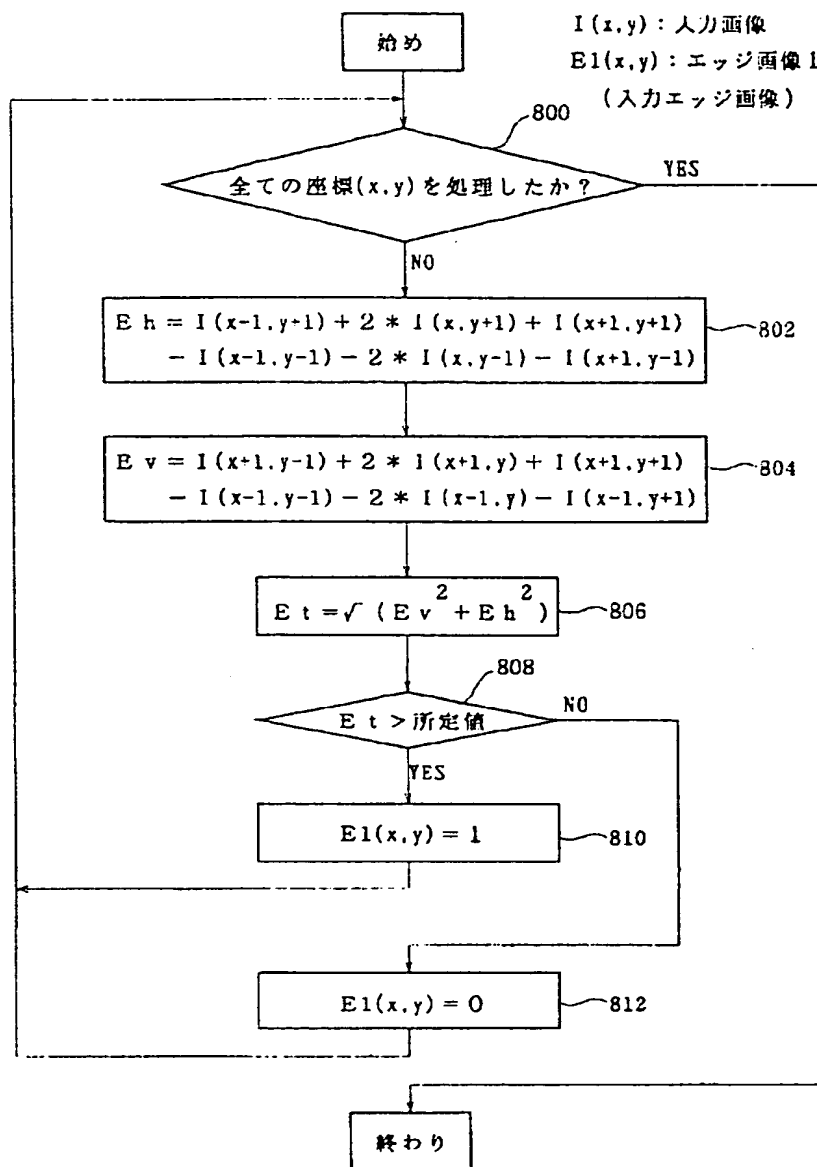 始め
I(x,y):入力画像
E1(x,y):エッジ画像1
(入力エッジ画像)
800
全ての座標(x,y)を処理したか?
YES
NO
Eh=I(x-1,y+1)+2*I(x,y+1)+I(x+1,y+1)
-I(x-1,y-1)-2*I(x,y-1)-I(x+1,y-1)
802
Ev=I(x+1,y-1)+2*I(x+1,y)+I(x+1,y+1)
-I(x-1,y-1)-2*I(x-1,y)-I(x-1,y+1)
804
Et=√(Ev²+Eh²)
806
808
Et>所定値
NO
YES
E1(x,y)=1
810
E1(x,y)=0
812
終わり